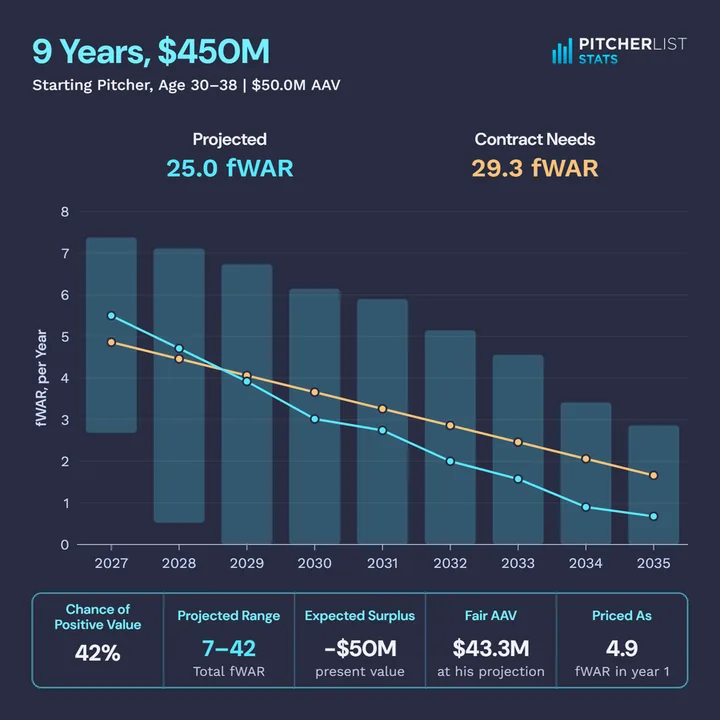 9 Years, $450M
PITCHERLIST
STATS
Starting Pitcher, Age 30–38 | $50.0M AAV
Projected
25.0 fWAR
Contract Needs
29.3 fWAR
fWAR, per Year
8
7
6
5
4
3
2
1
0
2027 2028 2029 2030 2031 2032 2033 2034 2035
Chance of
Positive Value
42%
Projected Range
7–42
Total fWAR
Expected Surplus
-$50M
present value
Fair AAV
$43.3M
at his projection
Priced As
4.9
fWAR in year 1